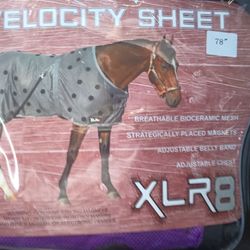 ELOCITY SHEET
78"
BREATHABLE BIOCERAMIC MESH
STRATEGICALLY PLACED MAGNETS
ADJUSTABLE BELLY BAND
ADJUSTABLE CHEST
XLR8